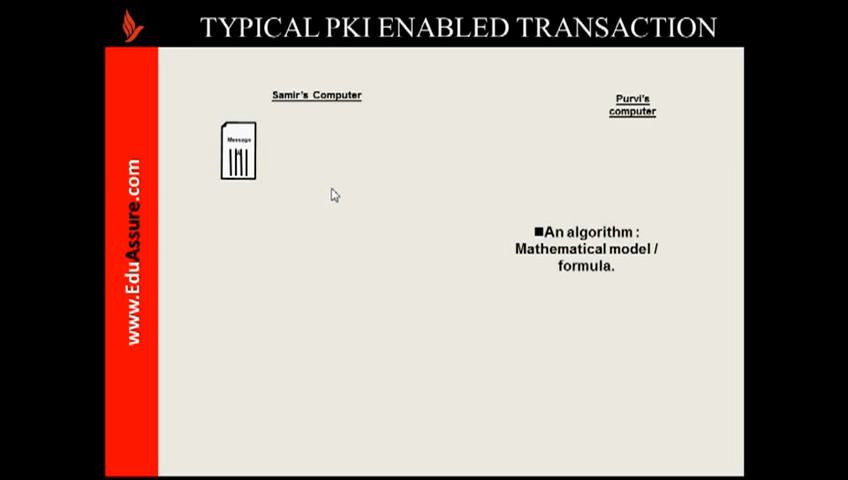 TYPICAL PKI ENABLED TRANSACTION
Samir's Computer
Purvi's
computer
Message
www.EduAssure.com
■An algorithm :
Mathematical model /
formula.